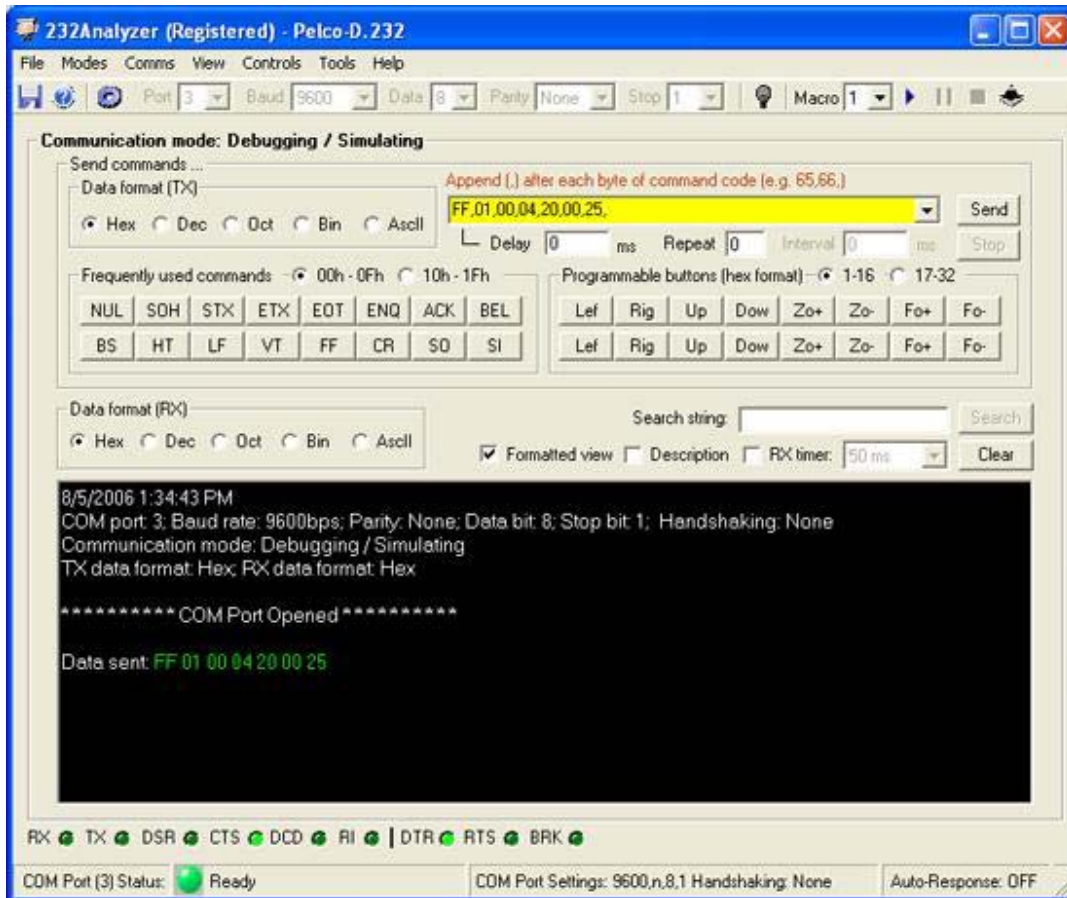 232Analyzer (Registered) - Pelco-D.232
File Modes Comms View Controls Tools Help
Port 3 Baud 9600 Data 8 Parity None Stop 1 Macro 1
Communication mode: Debugging / Simulating
Send commands ...
Data format (TX)
Hex Dec Oct Bin AscII
Append (,) after each byte of command code (e.g. 65,66,)
FF,01,00,04,20,00,25, Send
Delay 0 ms Repeat 0 Interval 0 ms Stop
Frequently used commands 00h - 0Fh 10h - 1Fh
NUL SOH STX ETX EOT ENQ ACK BEL
BS HT LF VT FF CR SO SI
Programmable buttons (hex format) 1-16 17-32
Lef Rig Up Dow Zo+ Zo- Fo+ Fo-
Lef Rig Up Dow Zo+ Zo- Fo+ Fo-
Data format (RX)
Hex Dec Oct Bin AscII
Search string: Search
Formatted view Description RX timer: 50 ms Clear
8/5/2006 1:34:43 PM
COM port: 3; Baud rate: 9600bps; Parity: None; Data bit: 8; Stop bit: 1; Handshaking: None
Communication mode: Debugging / Simulating
TX data format: Hex; RX data format: Hex
********** COM Port Opened **********
Data sent: FF 01 00 04 20 00 25
RX TX DSR CTS DCD RI | DTR RTS BRK
COM Port (3) Status: Ready COM Port Settings: 9600,n,8,1 Handshaking: None Auto-Response: OFF